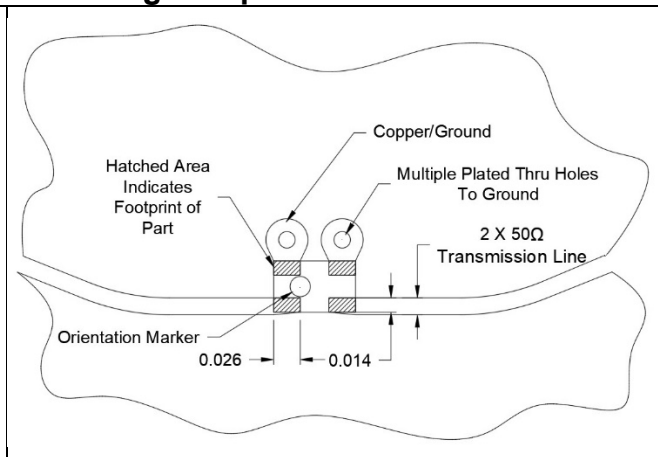 Copper/Ground
Hatched Area
Indicates
Footprint of
Part
Multiple Plated Thru Holes
To Ground
2 X 50Ω
Transmission Line
Orientation Marker
0.026
0.014